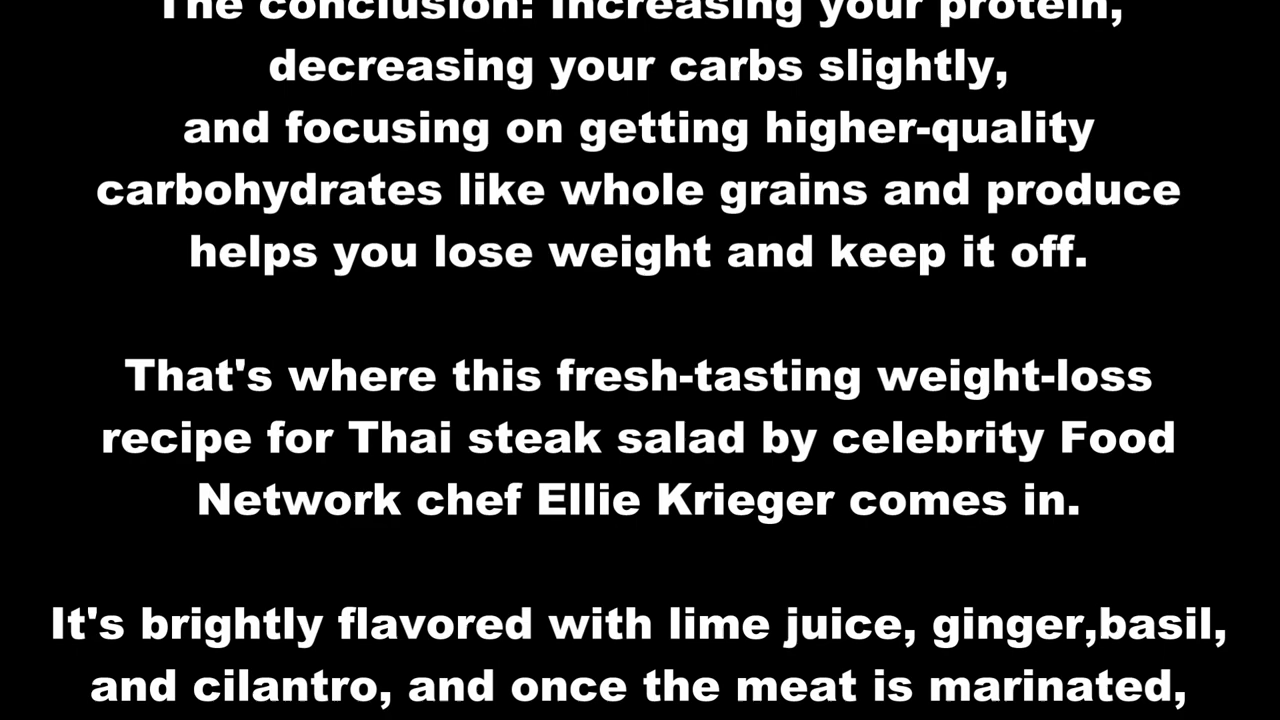 The conclusion: Increasing your protein,
decreasing your carbs slightly,
and focusing on getting higher-quality
carbohydrates like whole grains and produce
helps you lose weight and keep it off.
That's where this fresh-tasting weight-loss
recipe for Thai steak salad by celebrity Food
Network chef Ellie Krieger comes in.
It's brightly flavored with lime juice, ginger,basil,
and cilantro, and once the meat is marinated,